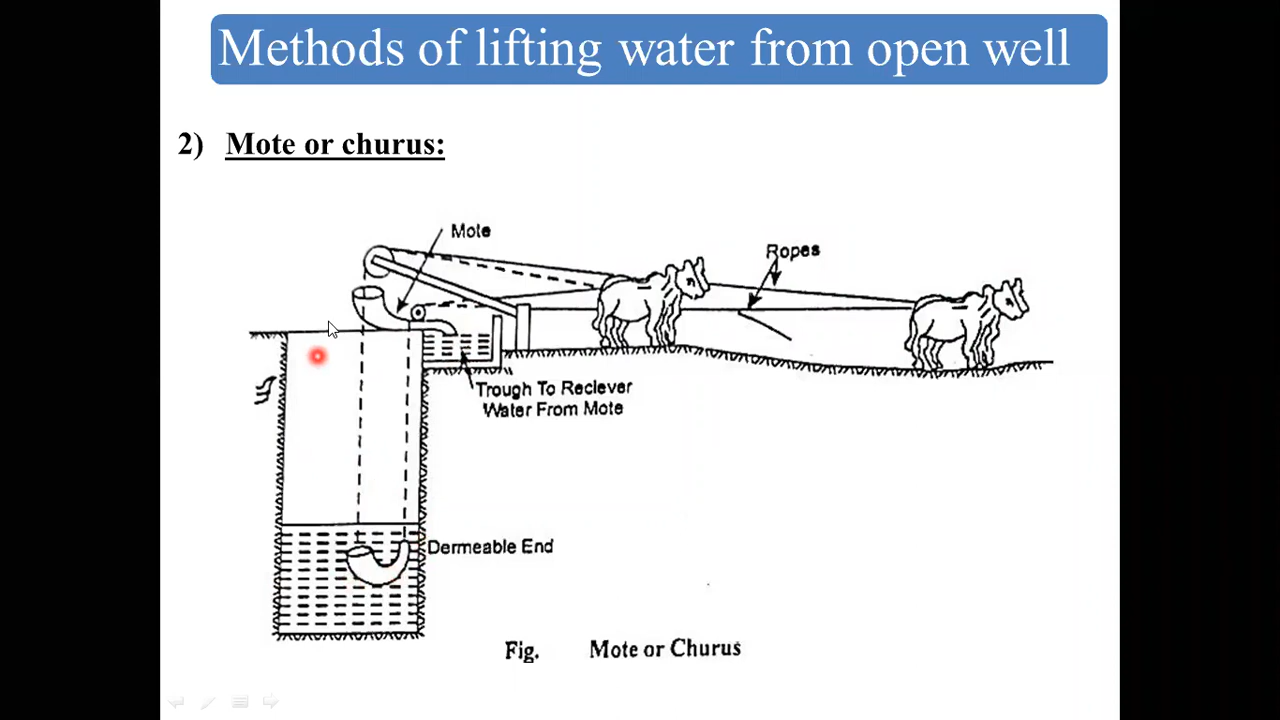 Methods of lifting water from open well
2) Mote or churus:
Mote
Ropes
Trough To Reciever
Water From Mote
Dermeable End
Fig. Mote or Churus